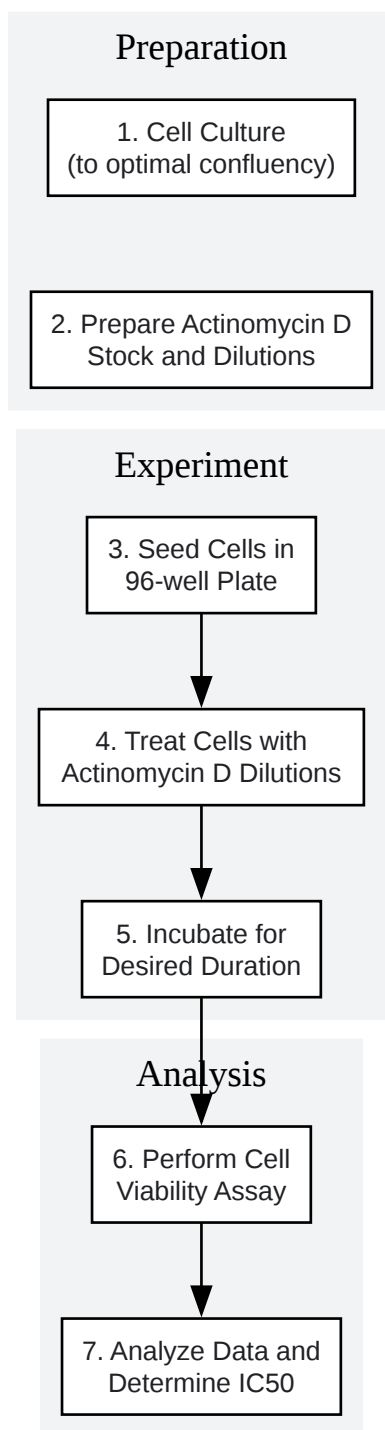 Preparation
1. Cell Culture
(to optimal confluency)
2. Prepare Actinomycin D
Stock and Dilutions
Experiment
3. Seed Cells in
96-well Plate
4. Treat Cells with
Actinomycin D Dilutions
5. Incubate for
Desired Duration
Analysis
6. Perform Cell
Viability Assay
7. Analyze Data and
Determine IC50